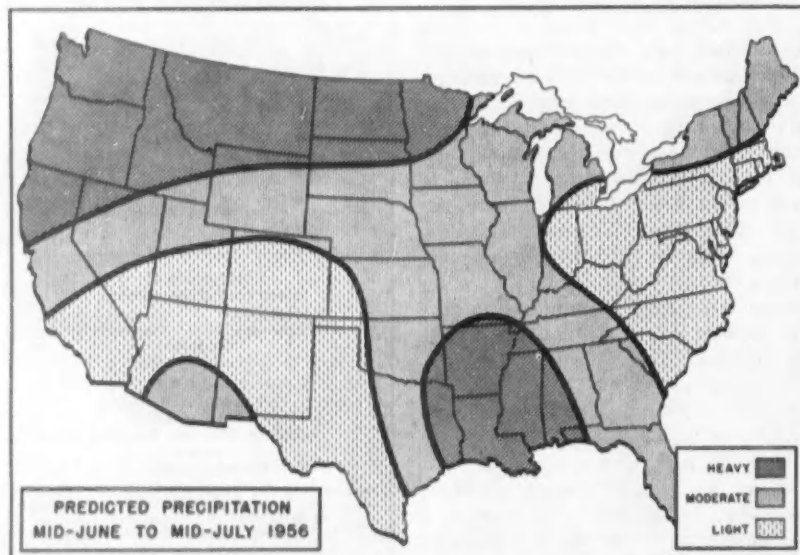 PREDICTED PRECIPITATION
MID-JUNE TO MID-JULY 1956
HEAVY
MODERATE
LIGHT